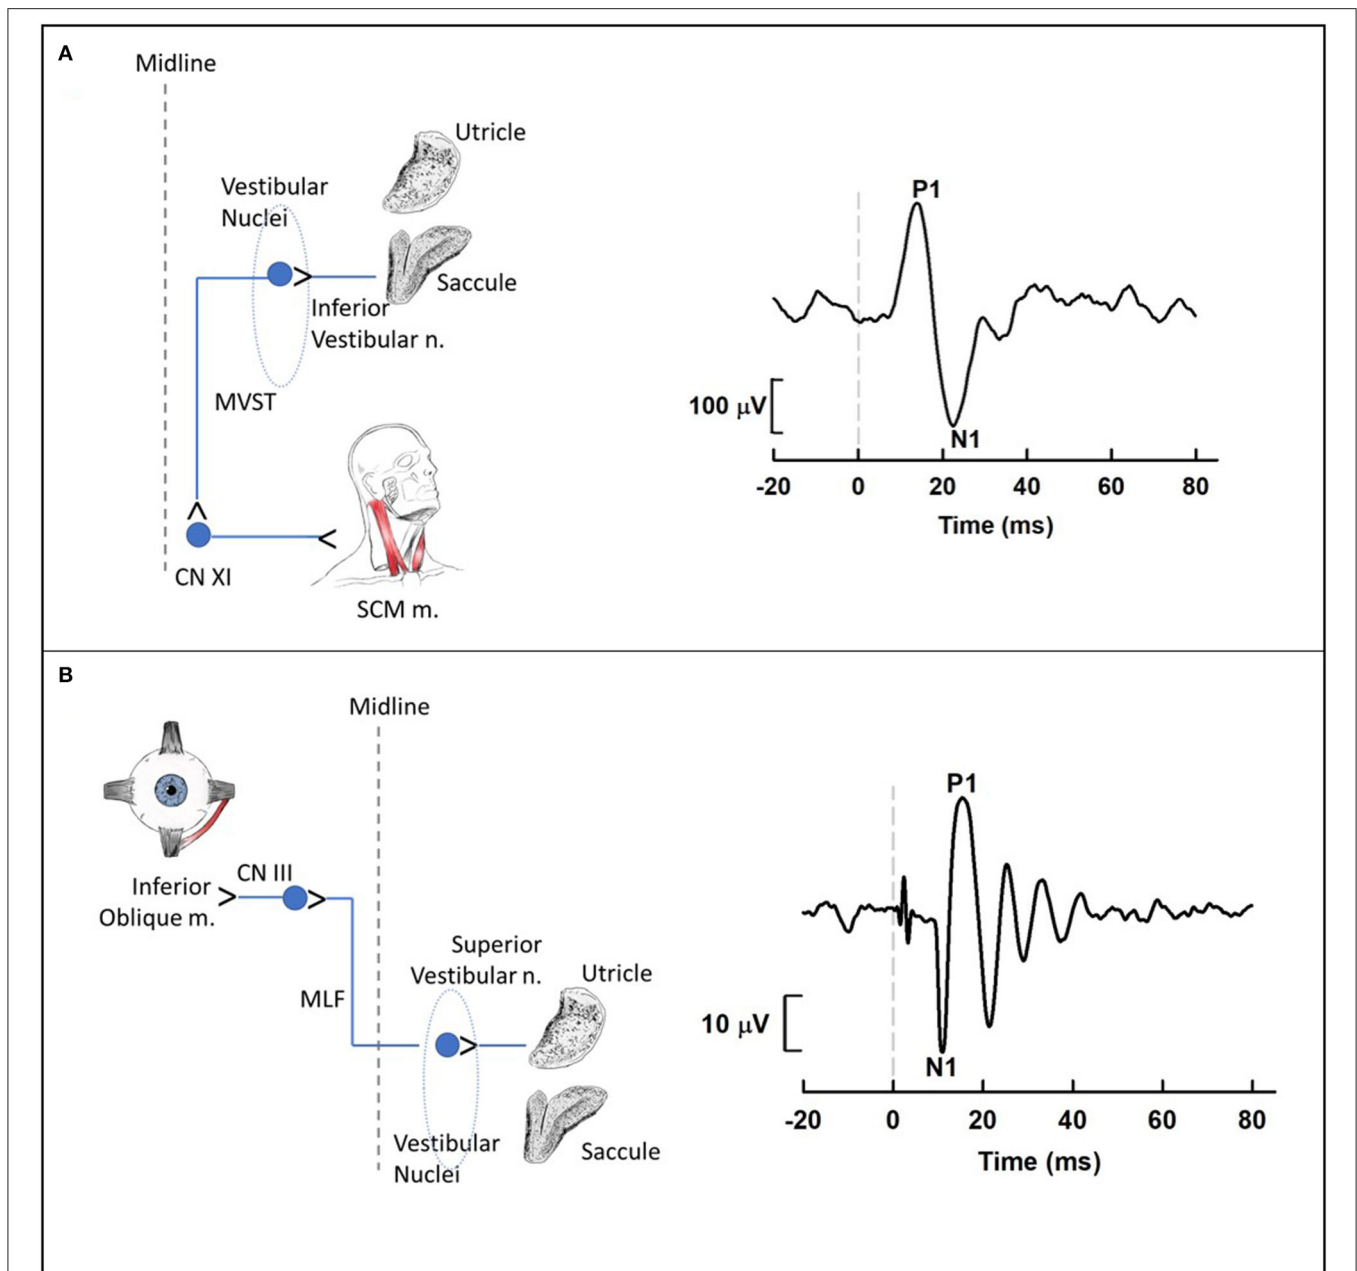 A
Midline
Utricle
Vestibular
Nuclei
Saccule
Inferior
Vestibular n.
MVST
CN XI
SCM m.
P1
100 μV
N1
-20 0 20 40 60 80
Time (ms)
B
Midline
CN III
Inferior
Oblique m.
Superior
Vestibular n.
Utricle
MLF
Vestibular
Nuclei
Saccule
P1
10 μV
N1
-20 0 20 40 60 80
Time (ms)